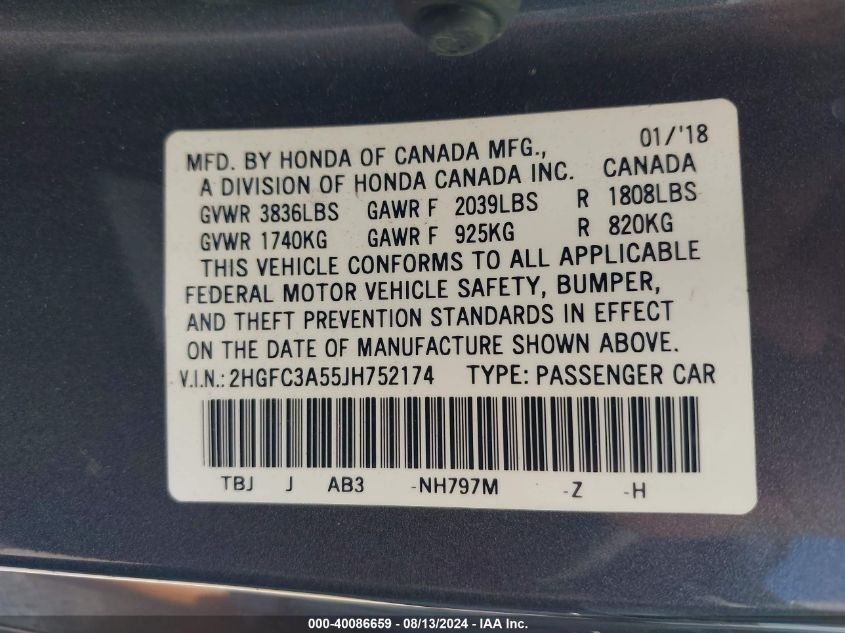 MFD. BY HONDA OF CANADA MFG., 01/'18
A DIVISION OF HONDA CANADA INC. CANADA
GVWR 3836LBS GAWR F 2039LBS R 1808LBS
GVWR 1740KG GAWR F 925KG R 820KG
THIS VEHICLE CONFORMS TO ALL APPLICABLE
FEDERAL MOTOR VEHICLE SAFETY, BUMPER,
AND THEFT PREVENTION STANDARDS IN EFFECT
ON THE DATE OF MANUFACTURE SHOWN ABOVE.
V.I.N.: 2HGFC3A55JH752174 TYPE: PASSENGER CAR
TBJ J AB3 -NH797M -Z -H
000-40086659 - 08/13/2024 - IAA Inc.